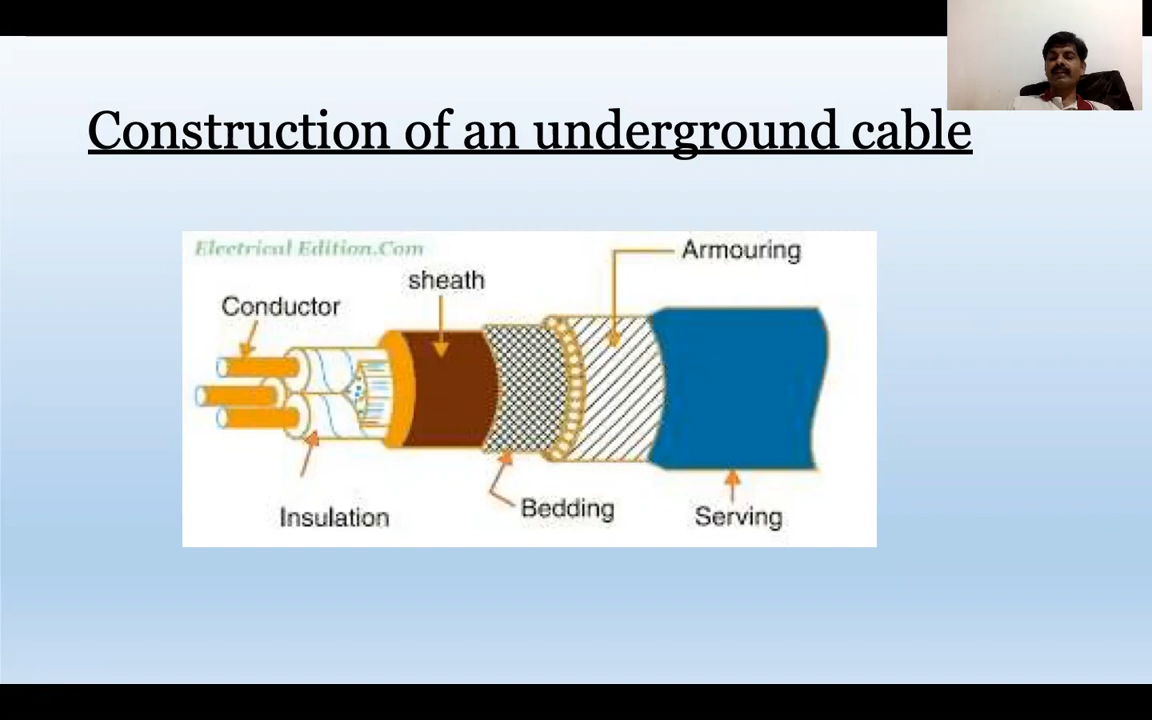 Construction of an underground cable
Electrical Edition.Com
Armouring
sheath
Conductor
Bedding
Insulation
Serving